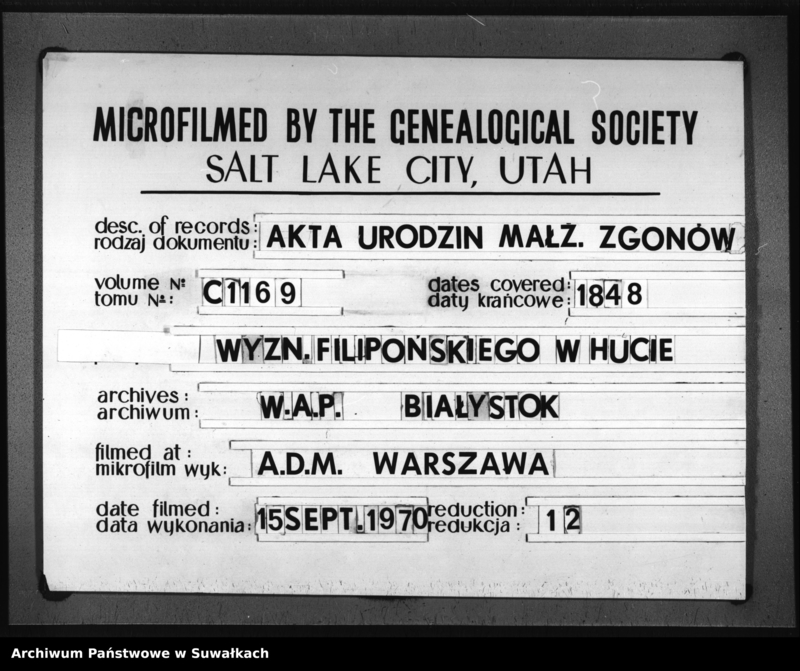 MICROFILMED BY THE GENEALOGICAL SOCIETY
SALT LAKE CITY, UTAH
desc. of records:
rodzaj dokumentu: AKTA URODZIN MAŁŻ. ZGONÓW
volume №
tomu №: C1169
dates covered:
daty krańcowe: 1848
WYZN. FILIPOŃSKIEGO W HUCIE
archives:
archiwum: W.A.P. BIAŁYSTOK
filmed at:
mikrofilm wyk: A.D.M. WARSZAWA
date filmed:
data wykonania: 15 SEPT. 1970
reduction:
redukcja: 12
Archiwum Państwowe w Suwałkach